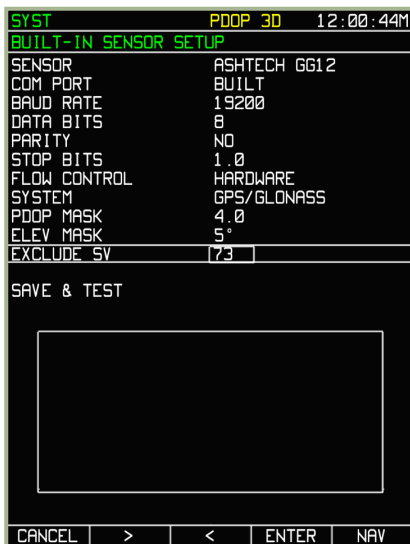 SYST PDOP 3D 12:00:44M
BUILT-IN SENSOR SETUP
SENSOR ASHTECH GG12
COM PORT BUILT
BAUD RATE 19200
DATA BITS 8
PARITY NO
STOP BITS 1.0
FLOW CONTROL HARDWARE
SYSTEM GPS/GLONASS
PDOP MASK 4.0
ELEV MASK 5°
EXCLUDE SV 73
SAVE & TEST
CANCEL > < ENTER NAV